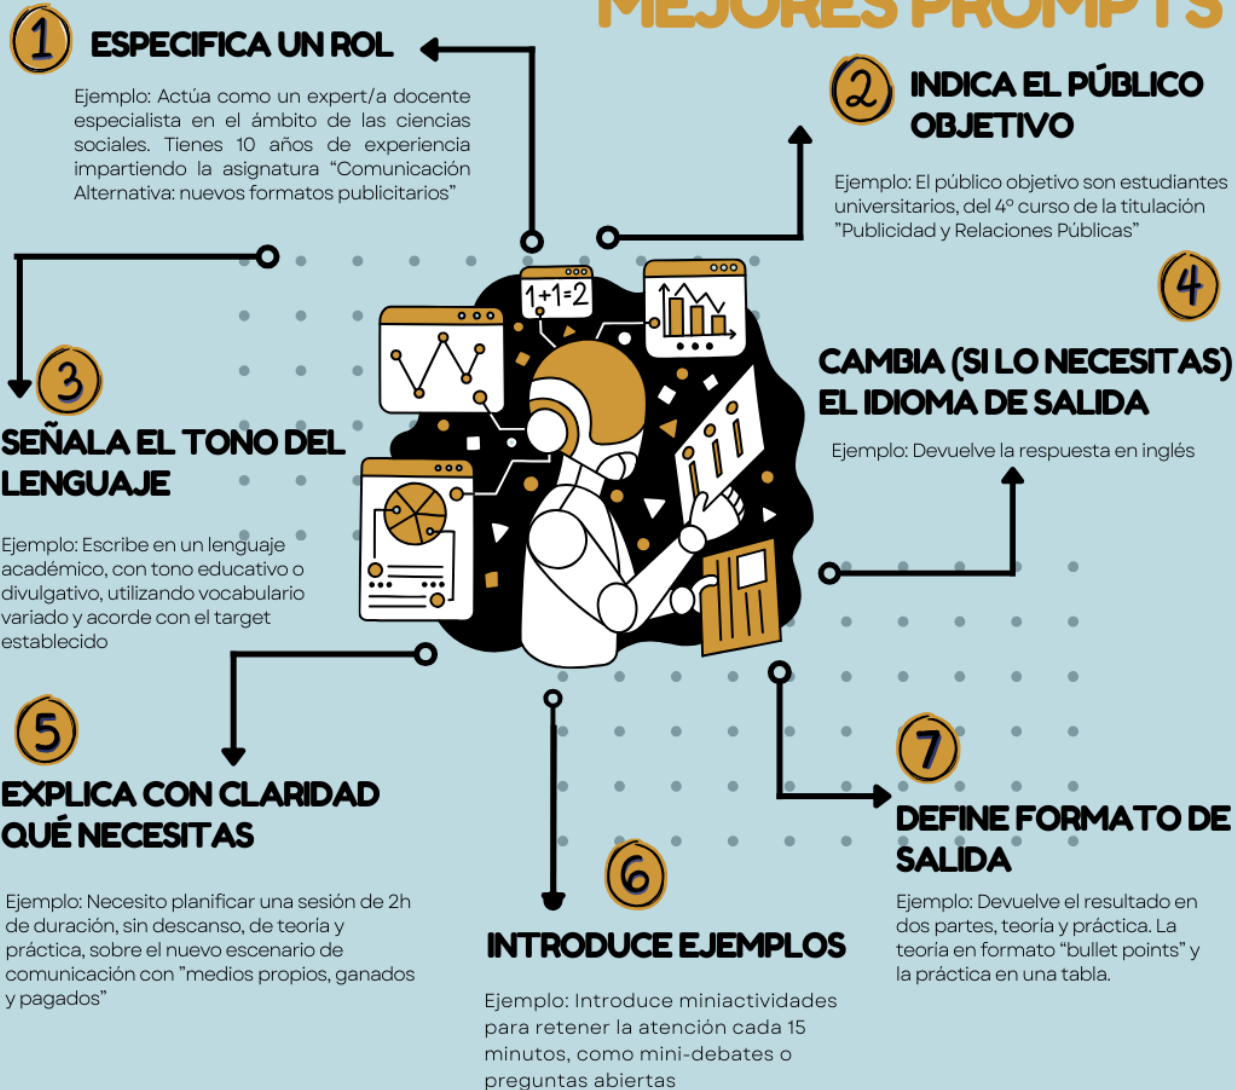 MEJORES PROMPTS
1
ESPECIFICA UN ROL
Ejemplo: Actúa como un expert/a docente
especialista en el ámbito de las ciencias
sociales. Tienes 10 años de experiencia
impartiendo la asignatura “Comunicación
Alternativa: nuevos formatos publicitarios”
2
INDICA EL PÚBLICO
OBJETIVO
Ejemplo: El público objetivo son estudiantes
universitarios, del 4º curso de la titulación
”Publicidad y Relaciones Públicas”
3
SEÑALA EL TONO DEL
LENGUAJE
Ejemplo: Escribe en un lenguaje
académico, con tono educativo o
divulgativo, utilizando vocabulario
variado y acorde con el target
establecido
1+1=2
4
CAMBIA (SI LO NECESITAS)
EL IDIOMA DE SALIDA
Ejemplo: Devuelve la respuesta en inglés
5
EXPLICA CON CLARIDAD
QUÉ NECESITAS
Ejemplo: Necesito planificar una sesión de 2h
de duración, sin descanso, de teoría y
práctica, sobre el nuevo escenario de
comunicación con ”medios propios, ganados
y pagados”
6
INTRODUCE EJEMPLOS
Ejemplo: Introduce miniactividades
para retener la atención cada 15
minutos, como mini-debates o
preguntas abiertas
7
DEFINE FORMATO DE
SALIDA
Ejemplo: Devuelve el resultado en
dos partes, teoría y práctica. La
teoría en formato “bullet points” y
la práctica en una tabla.